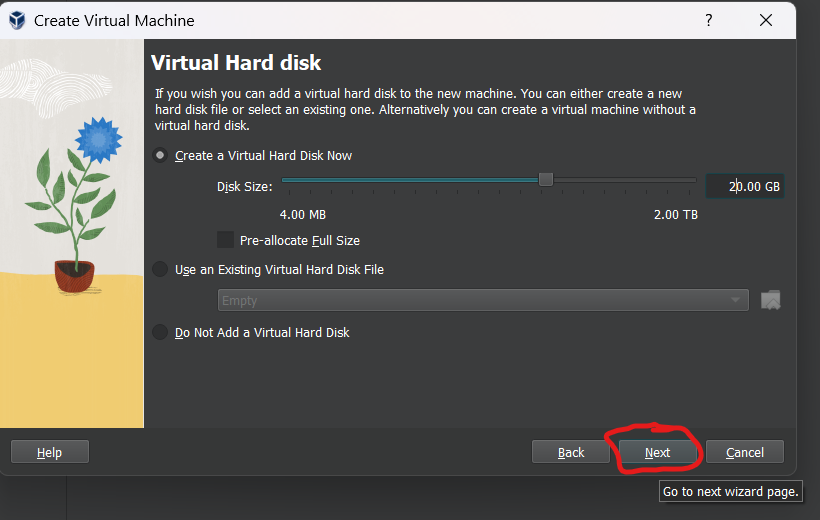 Create Virtual Machine
?
Virtual Hard disk
If you wish you can add a virtual hard disk to the new machine. You can either create a new
hard disk file or select an existing one. Alternatively you can create a virtual machine without a
virtual hard disk.
Create a Virtual Hard Disk Now
Disk Size:
20.00 GB
4.00 MB
2.00 TB
Pre-allocate Full Size
Use an Existing Virtual Hard Disk File
Empty
Do Not Add a Virtual Hard Disk
Help
Back
Next
Cancel
Go to next wizard page.